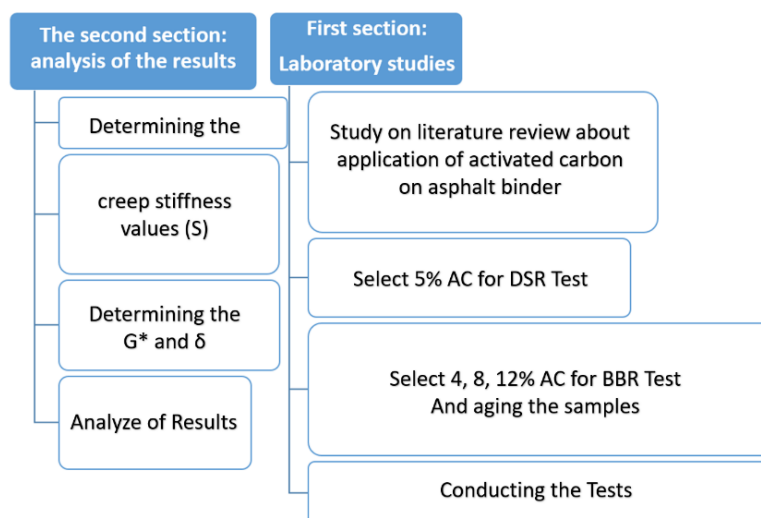 The second section:
analysis of the results
Determining the
creep stiffness
values (S)
Determining the
G* and δ
Analyze of Results
First section:
Laboratory studies
Study on literature review about
application of activated carbon
on asphalt binder
Select 5% AC for DSR Test
Select 4, 8, 12% AC for BBR Test
And aging the samples
Conducting the Tests